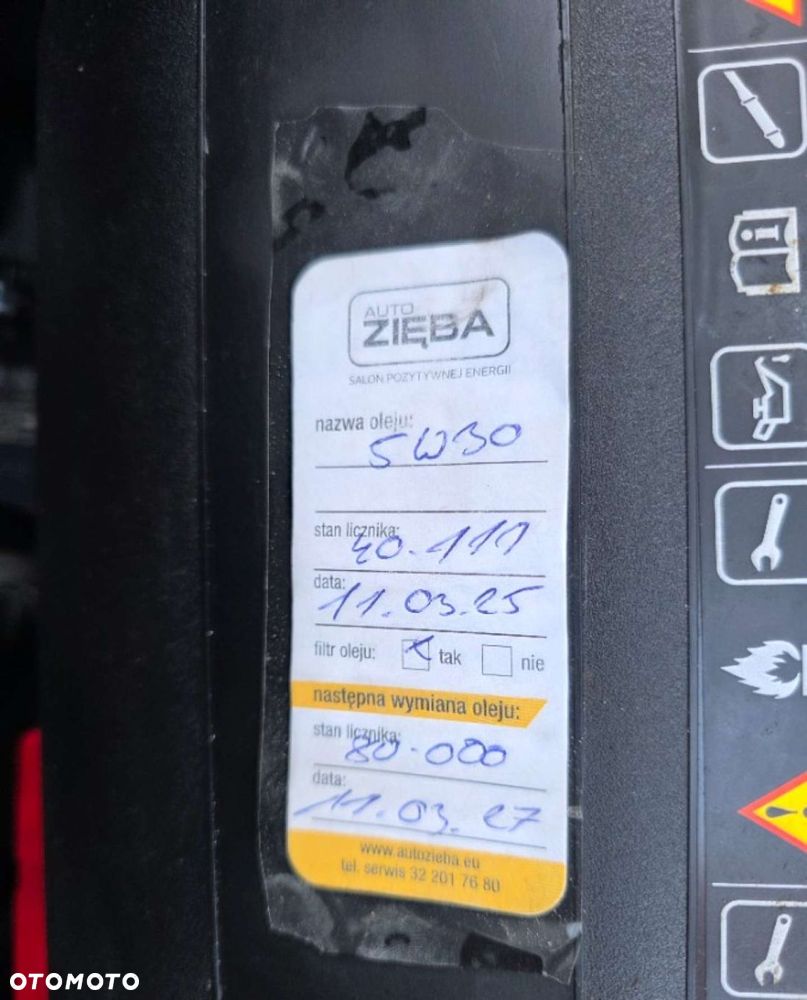 AUTO
ZIĘBA
SALON POZYTYWNEJ ENERGII
nazwa oleju:
5W30
stan licznika:
40.111
data:
11.03.25
filtr oleju: tak nie
następna wymiana oleju:
stan licznika:
80.000
data:
11.03.27
www.autozieba.eu
tel. serwis 32 201 76 80
OTOMOTO